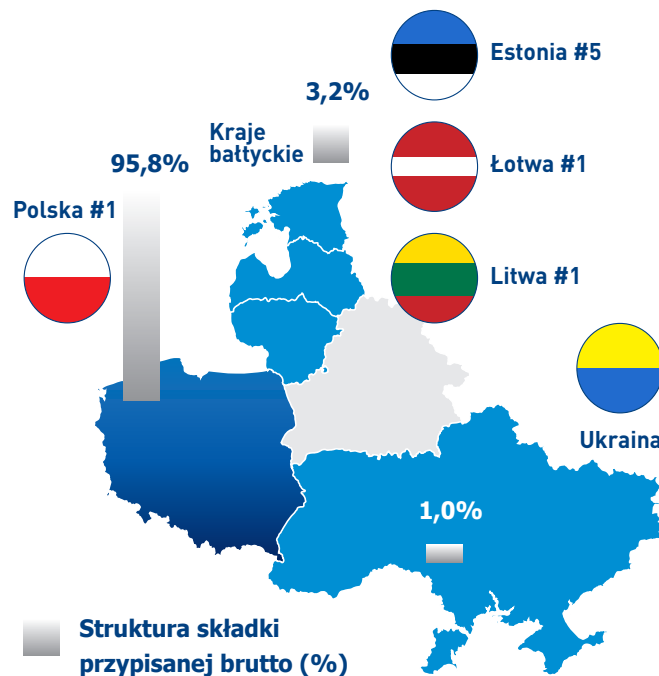 Estonia #5
3,2%
Kraje
bałtyckie
95,8%
Łotwa #1
Polska #1
Litwa #1
Ukraina
1,0%
Struktura składki
przypisanej brutto (%)